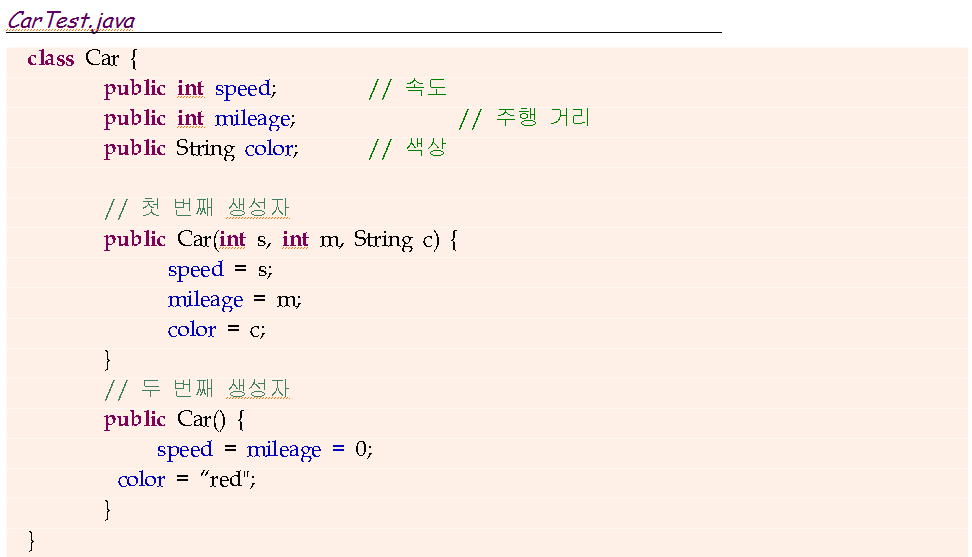 CarTest.java
class Car {
public int speed; // 속도
public int mileage; // 주행 거리
public String color; // 색상
// 첫 번째 생성자
public Car(int s, int m, String c) {
speed = s;
mileage = m;
color = c;
}
// 두 번째 생성자
public Car() {
speed = mileage = 0;
color = “red";
}
}